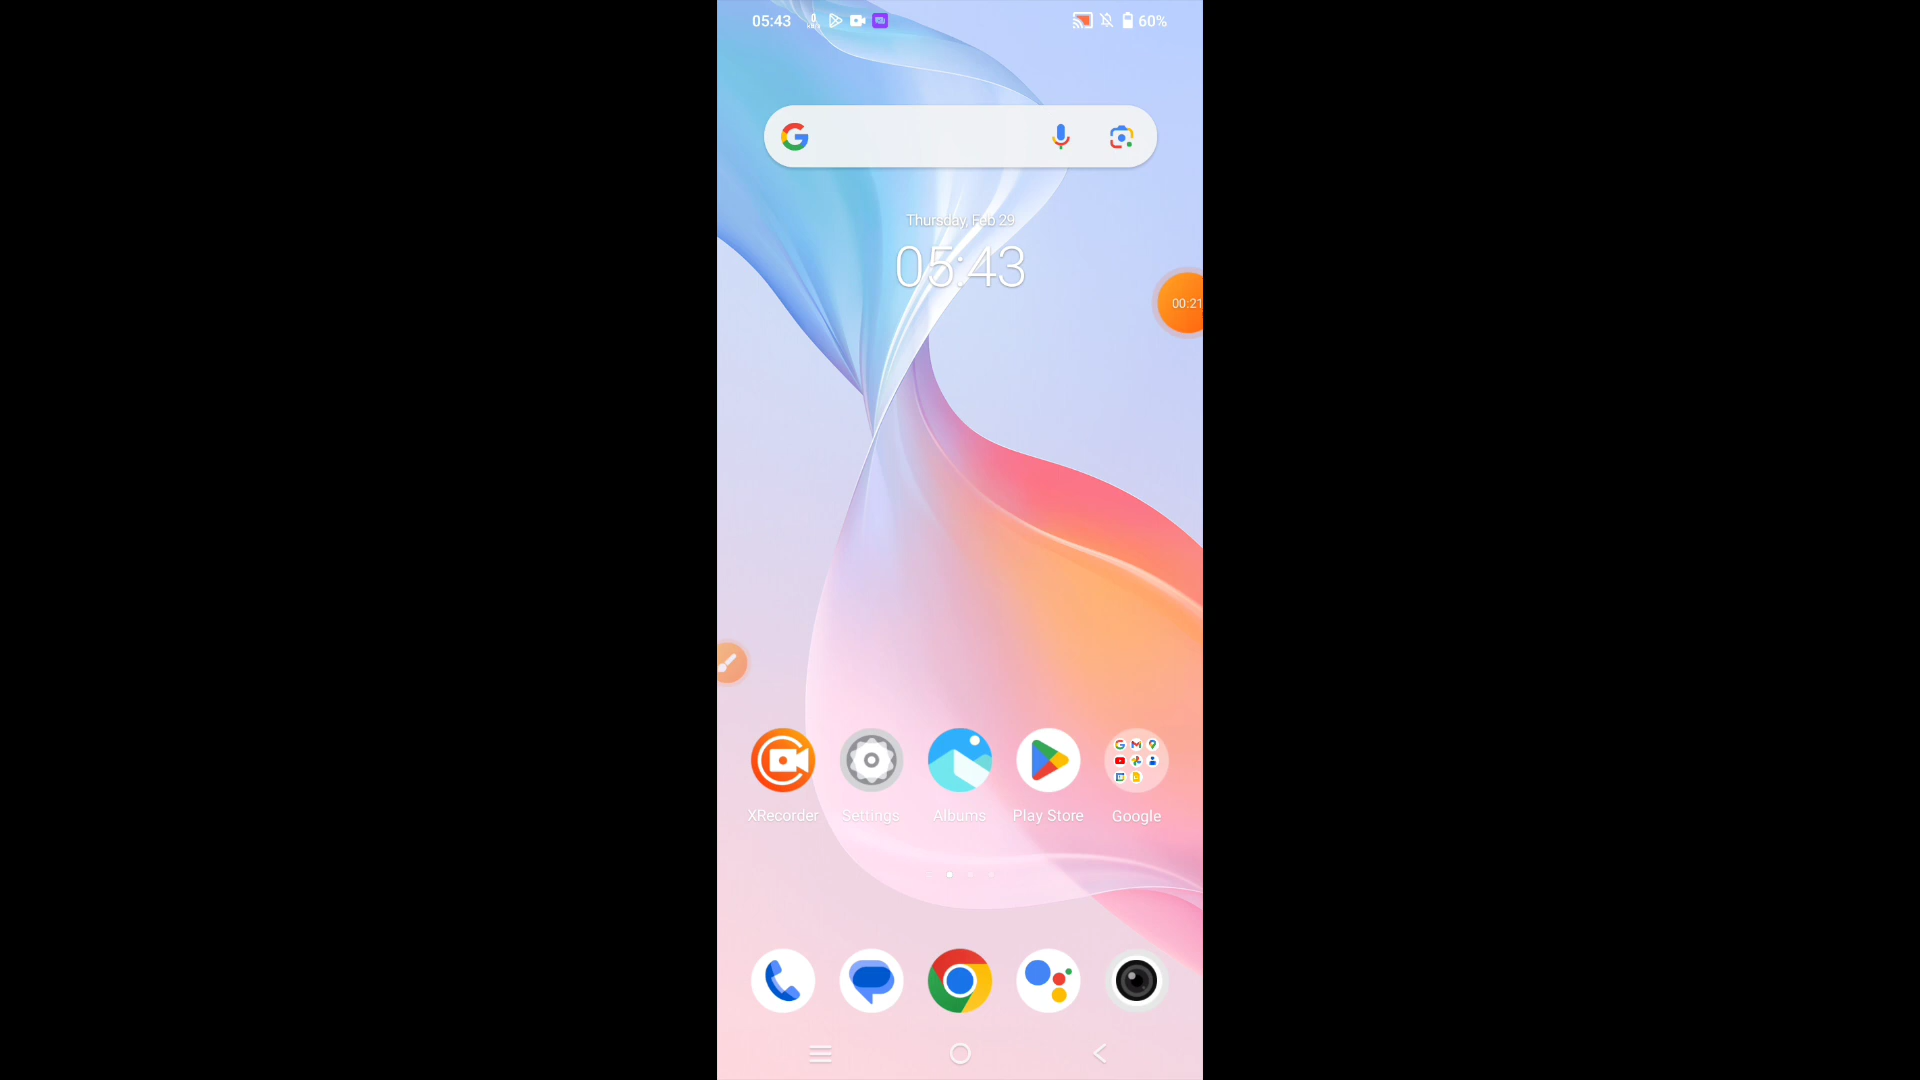 05:43
60%
Thursday, Feb 29
05:43
00:21
XRecorder
Settings
Albums
Play Store
Google